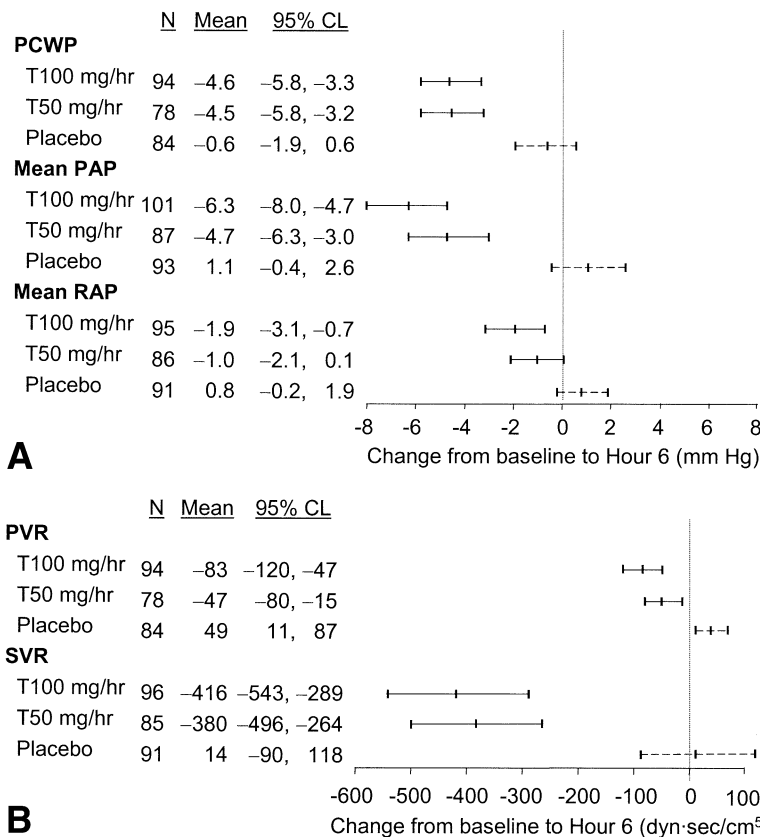 N Mean 95% CL
PCWP
T100 mg/hr 94 –4.6 –5.8, –3.3
T50 mg/hr 78 –4.5 –5.8, –3.2
Placebo 84 –0.6 –1.9, 0.6
Mean PAP
T100 mg/hr 101 –6.3 –8.0, –4.7
T50 mg/hr 87 –4.7 –6.3, –3.0
Placebo 93 1.1 –0.4, 2.6
Mean RAP
T100 mg/hr 95 –1.9 –3.1, –0.7
T50 mg/hr 86 –1.0 –2.1, 0.1
Placebo 91 0.8 –0.2, 1.9
-8 -6 -4 -2 0 2 4 6 8
A Change from baseline to Hour 6 (mm Hg)
N Mean 95% CL
PVR
T100 mg/hr 94 –83 –120, –47
T50 mg/hr 78 –47 –80, –15
Placebo 84 49 11, 87
SVR
T100 mg/hr 96 –416 –543, –289
T50 mg/hr 85 –380 –496, –264
Placebo 91 14 –90, 118
-600 -500 -400 -300 -200 -100 0 100
B Change from baseline to Hour 6 (dyn·sec/cm⁵